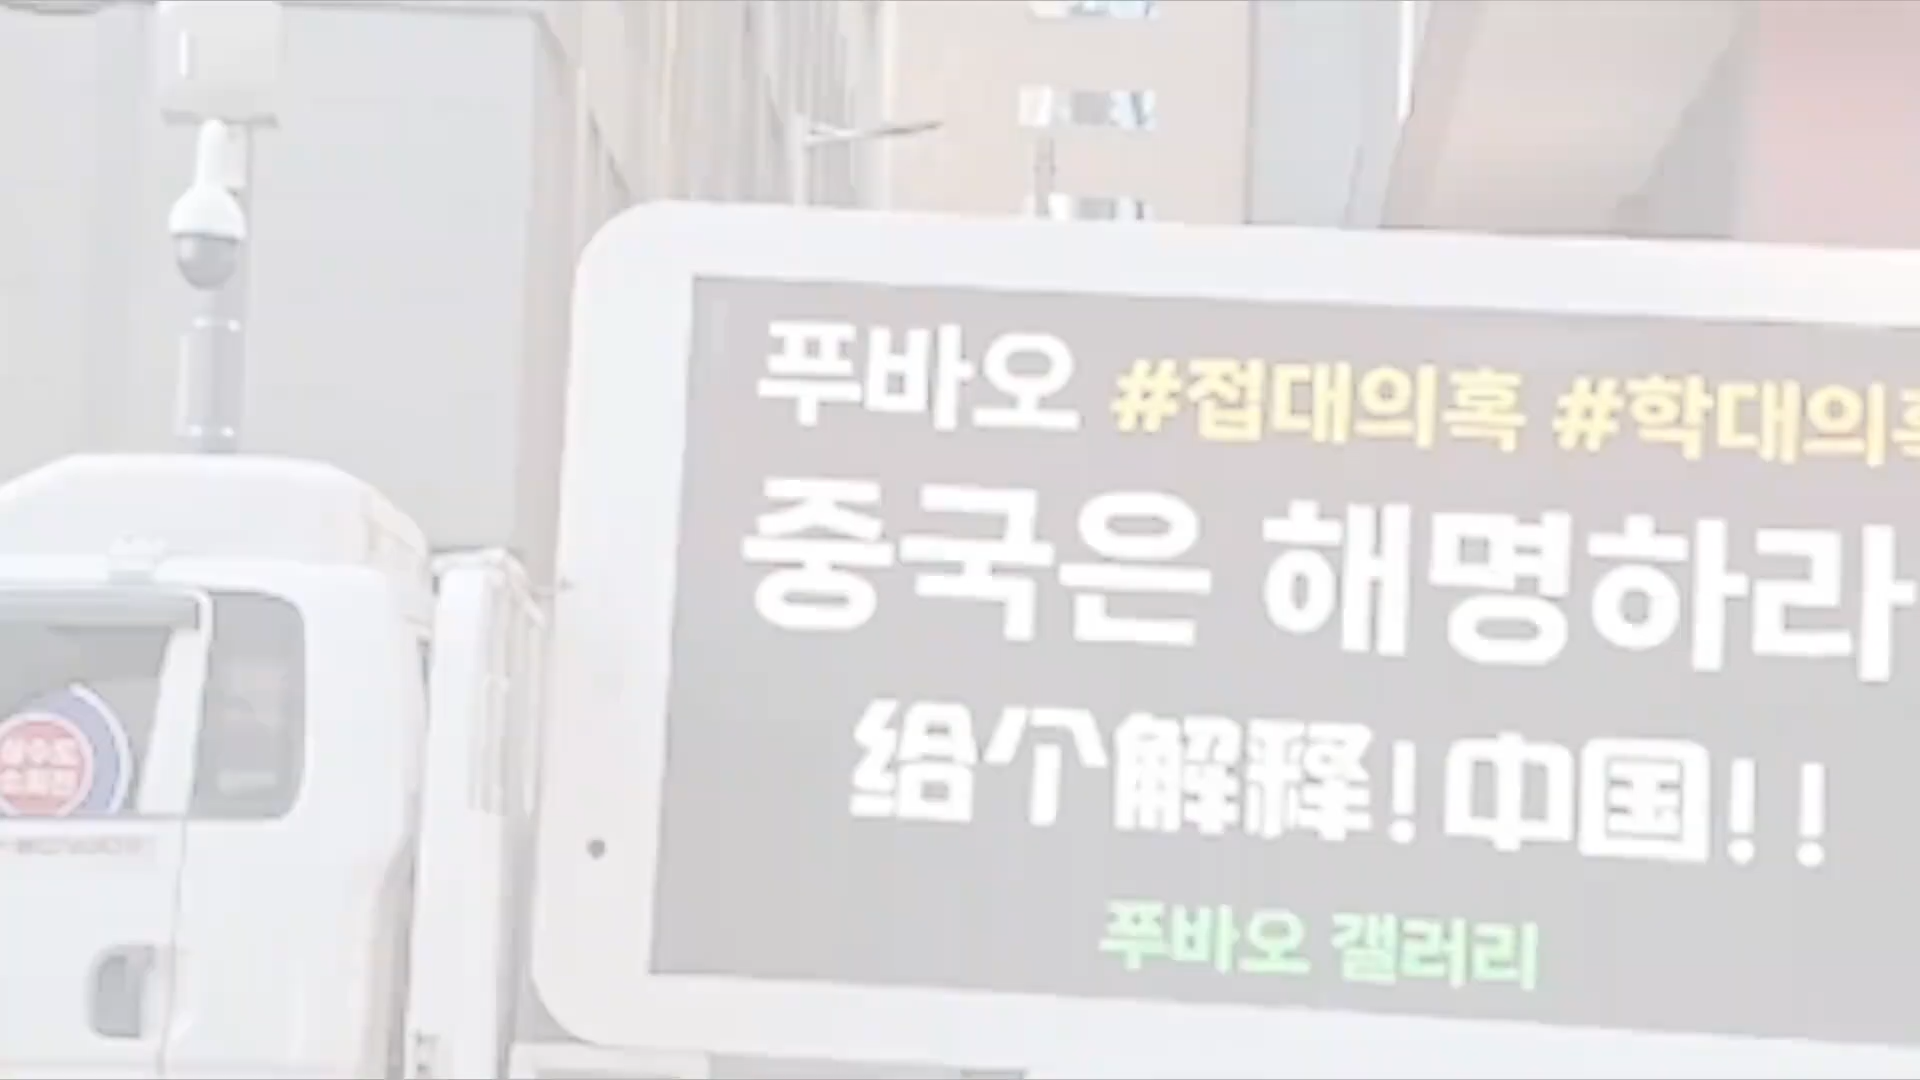 푸바오 #접대의혹 #학대의
중국은 해명하라
给个解释!中国!!
푸바오 갤러리